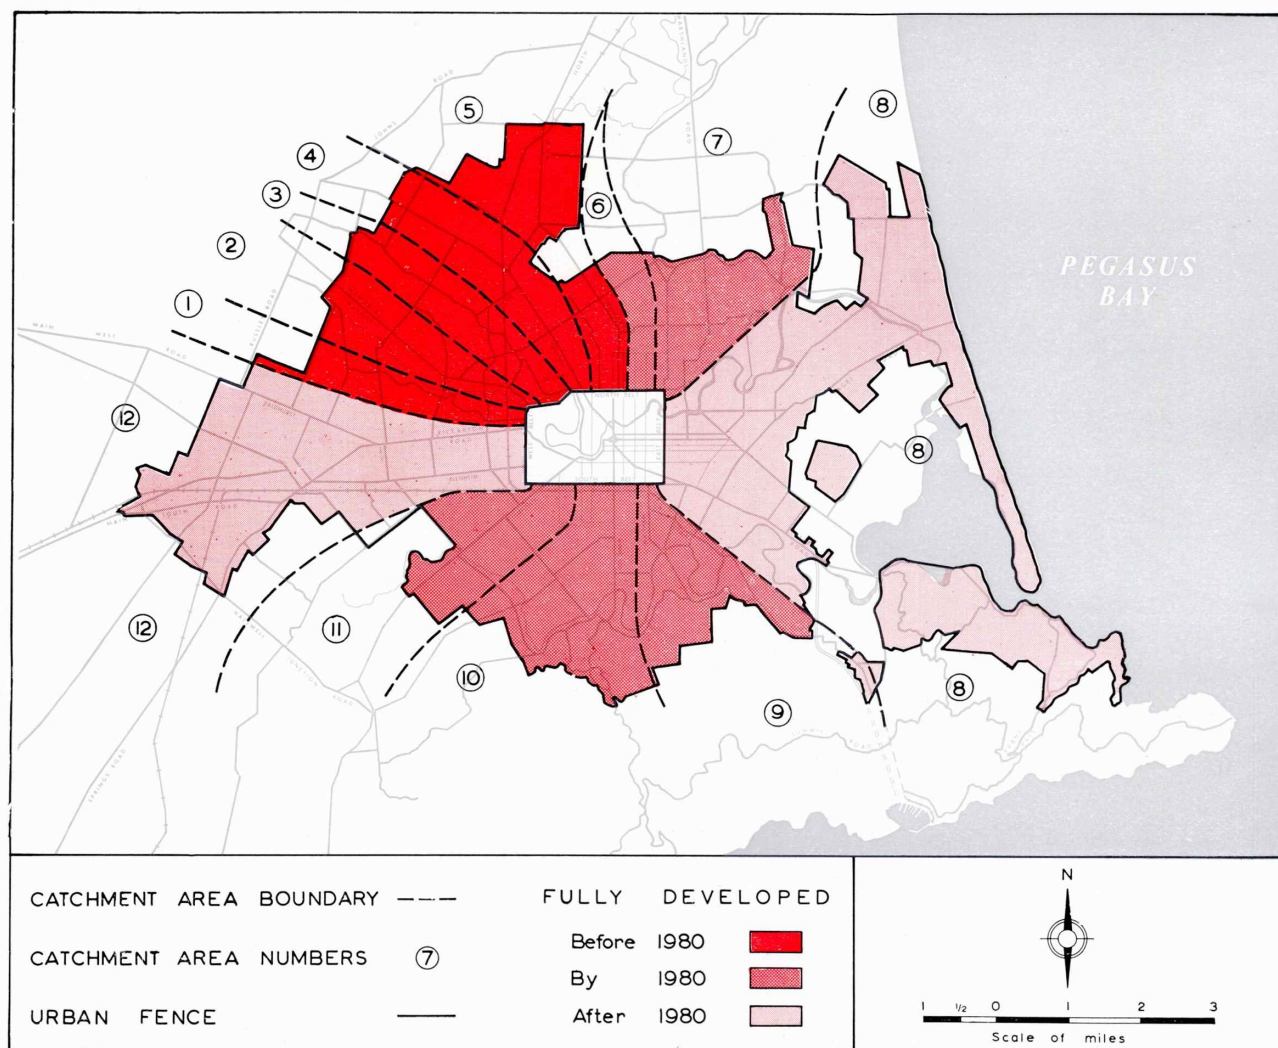 8
5
7
4
3
6
2
PEGASUS
BAY
1
12
8
12
11
10
8
9
CATCHMENT AREA BOUNDARY
CATCHMENT AREA NUMBERS 7
URBAN FENCE
FULLY DEVELOPED
Before 1980
By 1980
After 1980
N
1 1/2 0 1 2 3
Scale of miles